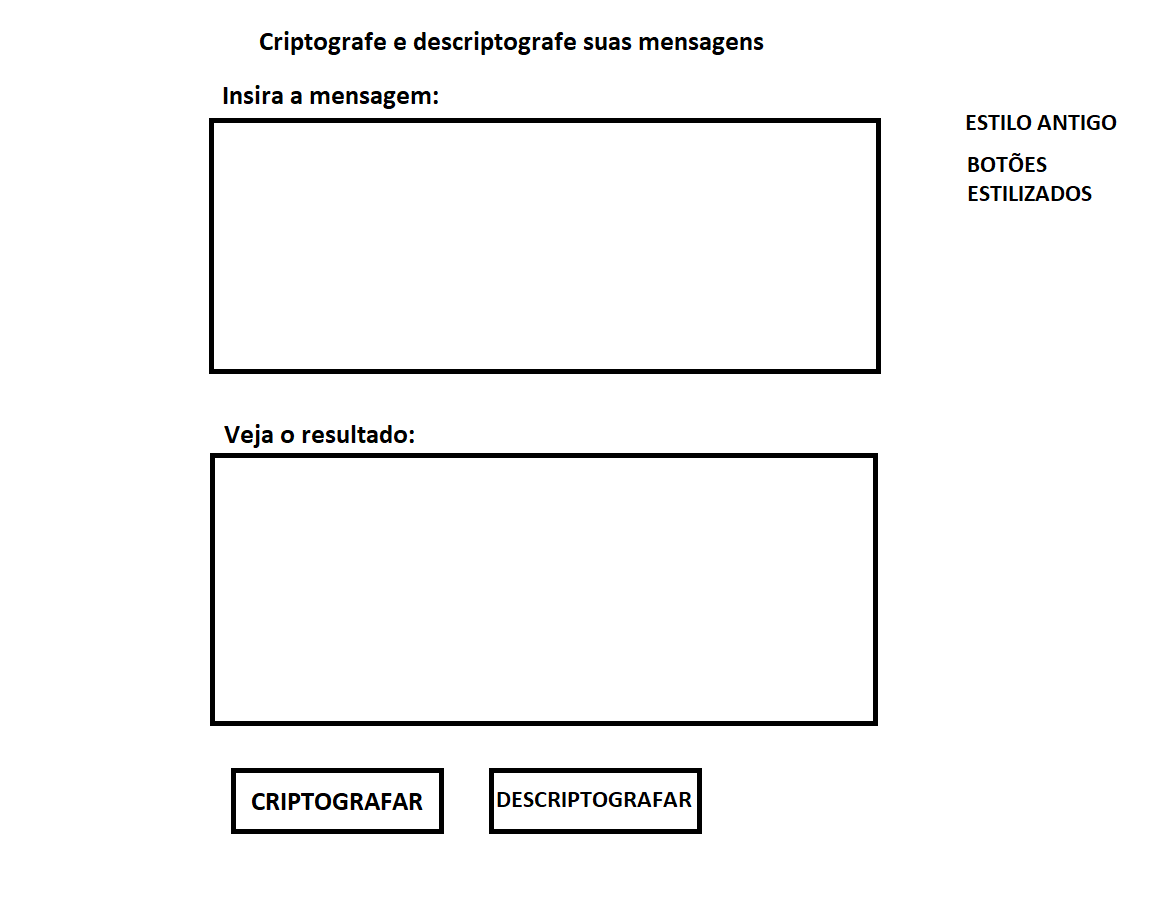 Criptografe e descriptografe suas mensagens
Insira a mensagem:
ESTILO ANTIGO
BOTÕES
ESTILIZADOS
Veja o resultado:
CRIPTOGRAFAR
DESCRIPTOGRAFAR